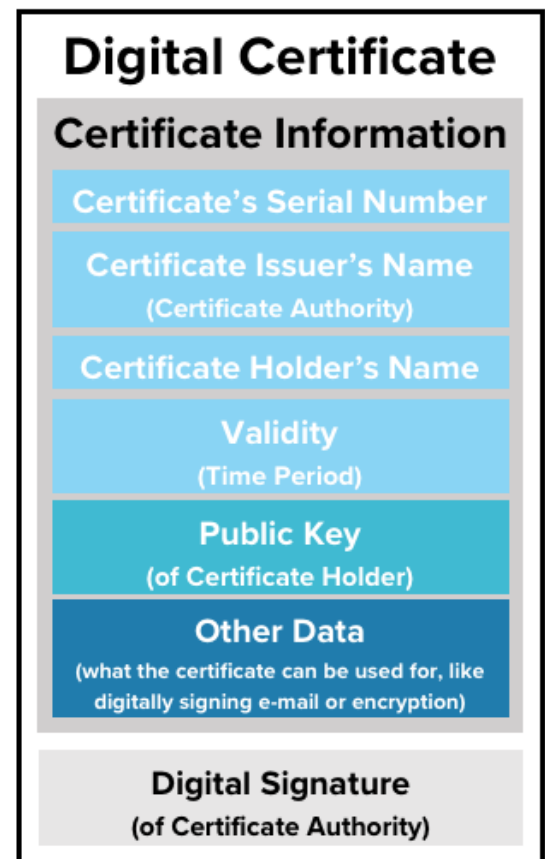 Digital Certificate
Certificate Information
Certificate's Serial Number
Certificate Issuer's Name
(Certificate Authority)
Certificate Holder's Name
Validity
(Time Period)
Public Key
(of Certificate Holder)
Other Data
(what the certificate can be used for, like
digitally signing e-mail or encryption)
Digital Signature
(of Certificate Authority)